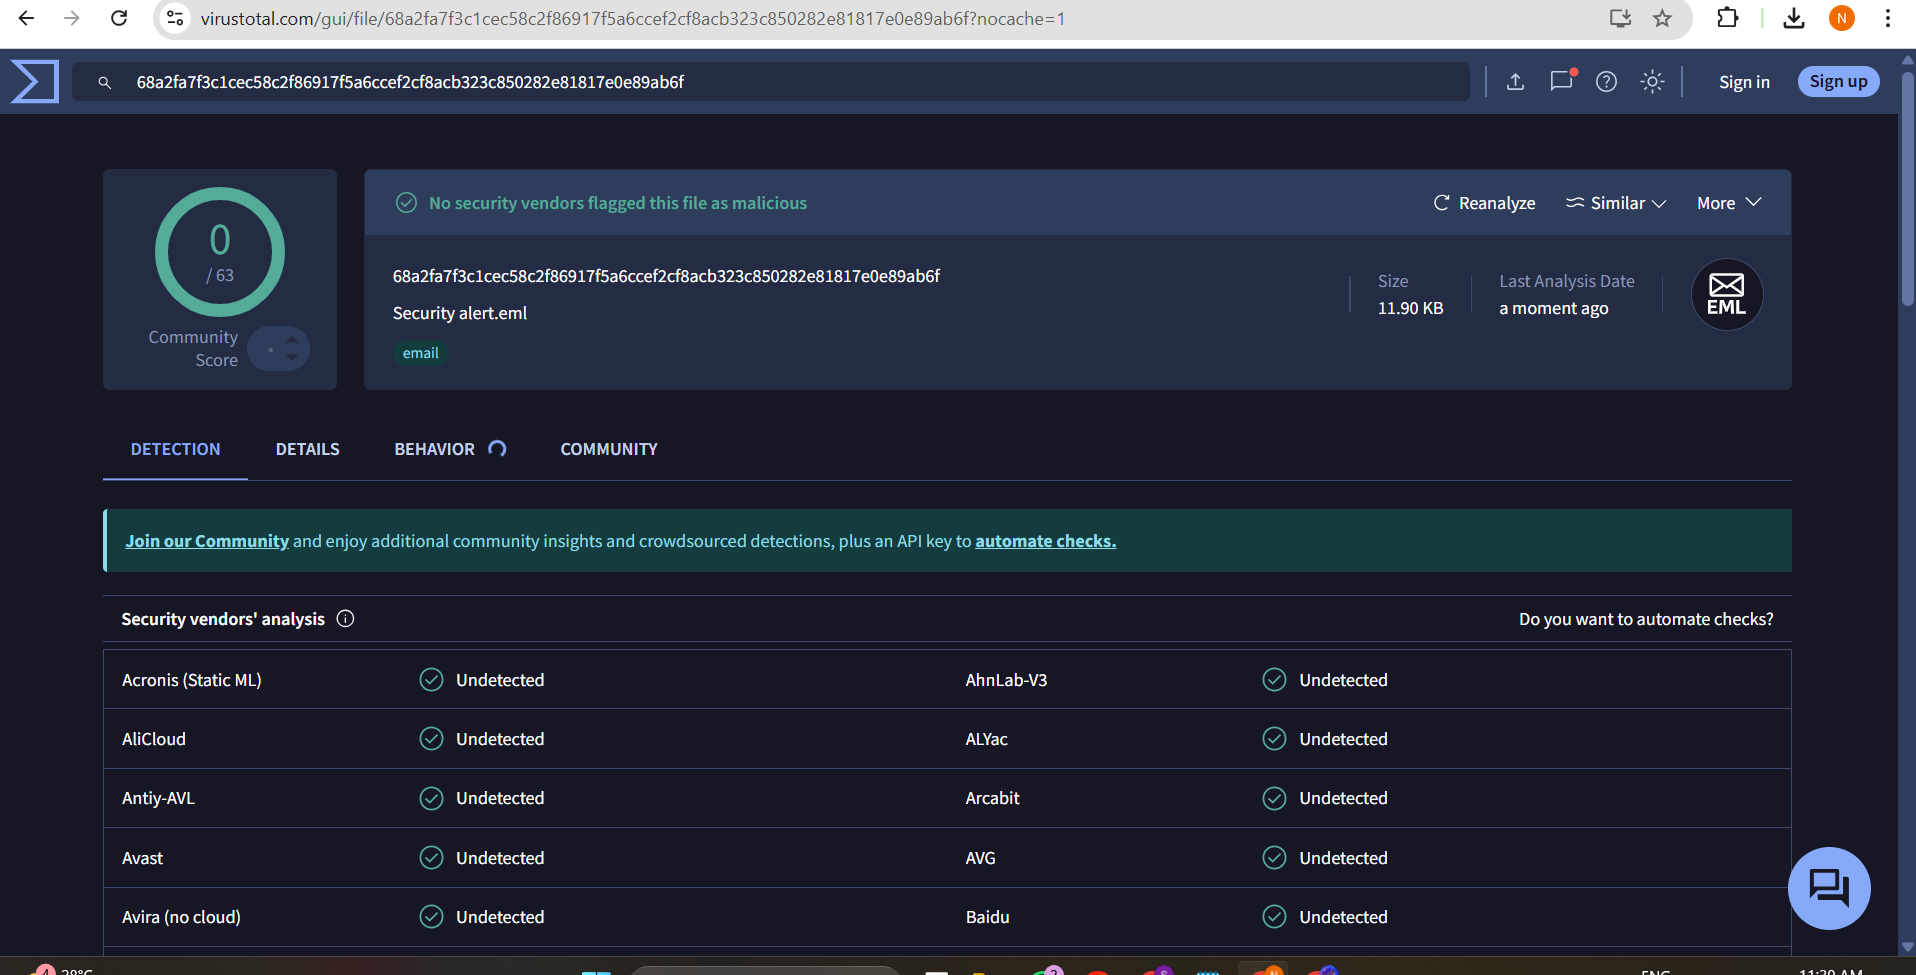 virustotal.com/gui/file/68a2fa7f3c1cec58c2f86917f5a6ccef2cf8acb323c850282e81817e0e89ab6f?nocache=1
N
68a2fa7f3c1cec58c2f86917f5a6ccef2cf8acb323c850282e81817e0e89ab6f
Sign in
Sign up
0
/ 63
Community
Score
No security vendors flagged this file as malicious
Reanalyze
Similar
More
68a2fa7f3c1cec58c2f86917f5a6ccef2cf8acb323c850282e81817e0e89ab6f
Security alert.eml
email
Size
11.90 KB
Last Analysis Date
a moment ago
EML
DETECTION
DETAILS
BEHAVIOR
COMMUNITY
Join our Community and enjoy additional community insights and crowdsourced detections, plus an API key to automate checks.
Security vendors' analysis
Do you want to automate checks?
Acronis (Static ML) Undetected AhnLab-V3 Undetected
AliCloud Undetected ALYac Undetected
Antiy-AVL Undetected Arcabit Undetected
Avast Undetected AVG Undetected
Avira (no cloud) Undetected Baidu Undetected